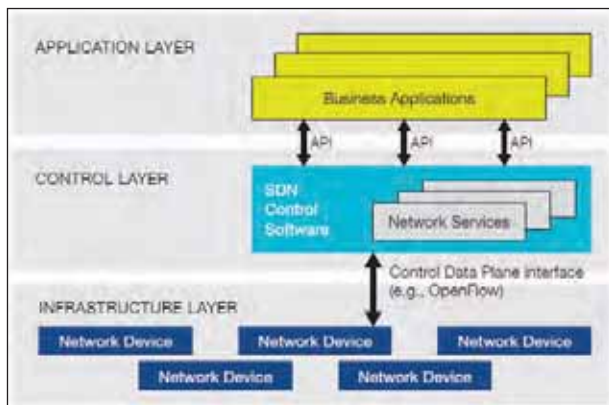 APPLICATION LAYER
Business Applications
API
API
API
CONTROL LAYER
SDN
Control
Software
Network Services
Control Data Plane interface
(e.g., OpenFlow)
INFRASTRUCTURE LAYER
Network Device
Network Device
Network Device
Network Device
Network Device